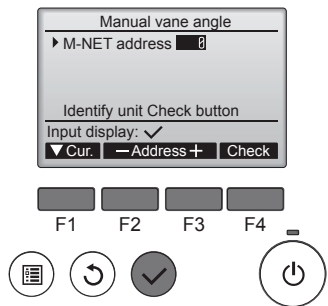 Manual vane angle
▶ M-NET address 0
Identify unit Check button
Input display: ✓
▼ Cur. − Address + Check
F1 F2 F3 F4